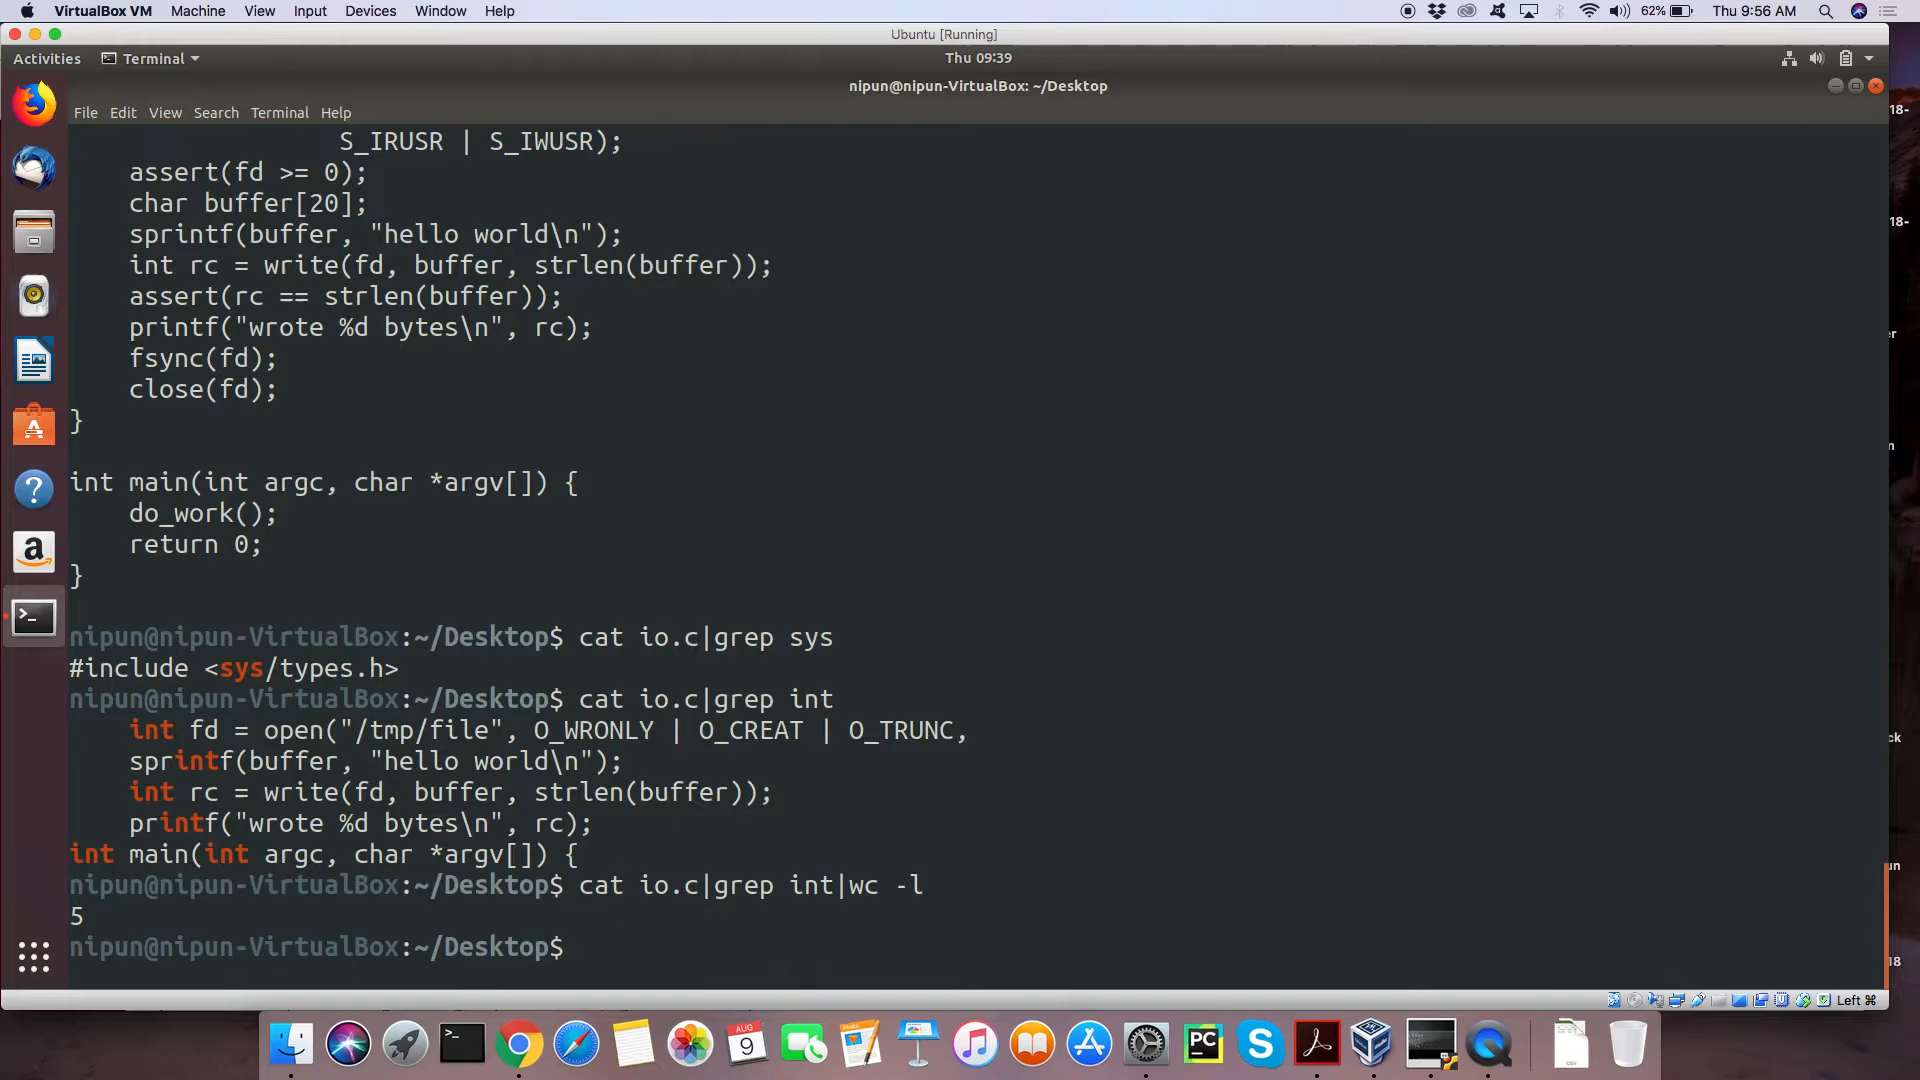 VirtualBox VM Machine View Input Devices Window Help 62% Thu 9:56 AM
Ubuntu [Running]
Activities Terminal Thu 09:39
nipun@nipun-VirtualBox: ~/Desktop
File Edit View Search Terminal Help
S_IRUSR | S_IWUSR);
assert(fd >= 0);
char buffer[20];
sprintf(buffer, "hello world\n");
int rc = write(fd, buffer, strlen(buffer));
assert(rc == strlen(buffer));
printf("wrote %d bytes\n", rc);
fsync(fd);
close(fd);
}
int main(int argc, char *argv[]) {
do_work();
return 0;
}
nipun@nipun-VirtualBox:~/Desktop$ cat io.c|grep sys
#include <sys/types.h>
nipun@nipun-VirtualBox:~/Desktop$ cat io.c|grep int
int fd = open("/tmp/file", O_WRONLY | O_CREAT | O_TRUNC,
sprintf(buffer, "hello world\n");
int rc = write(fd, buffer, strlen(buffer));
printf("wrote %d bytes\n", rc);
int main(int argc, char *argv[]) {
nipun@nipun-VirtualBox:~/Desktop$ cat io.c|grep int|wc -l
5
nipun@nipun-VirtualBox:~/Desktop$
Left ⌘
AUG
9
PC